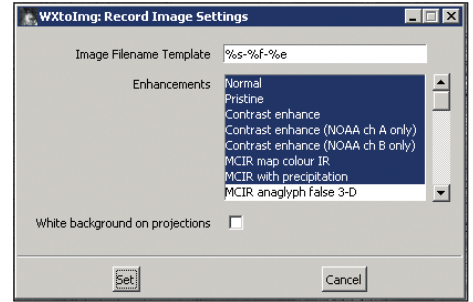 WXtoImg: Record Image Settings
Image Filename Template %s-%f-%e
Enhancements Normal
Pristine
Contrast enhance
Contrast enhance (NOAA ch A only)
Contrast enhance (NOAA ch B only)
MCIR map colour IR
MCIR with precipitation
MCIR anaglyph false 3-D
White background on projections
Set Cancel